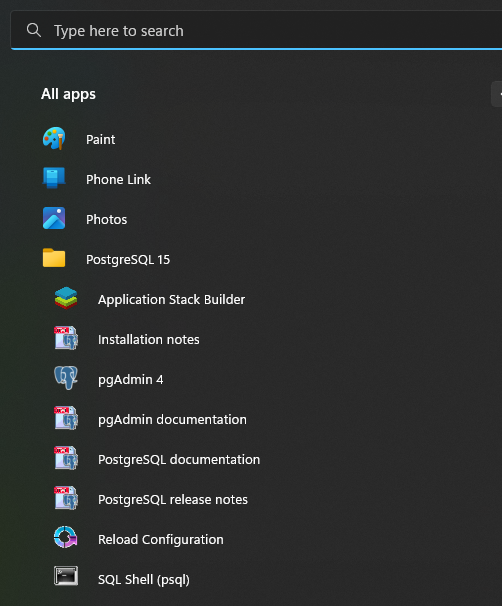 Type here to search
All apps
Paint
Phone Link
Photos
PostgreSQL 15
Application Stack Builder
Installation notes
pgAdmin 4
pgAdmin documentation
PostgreSQL documentation
PostgreSQL release notes
Reload Configuration
SQL Shell (psql)